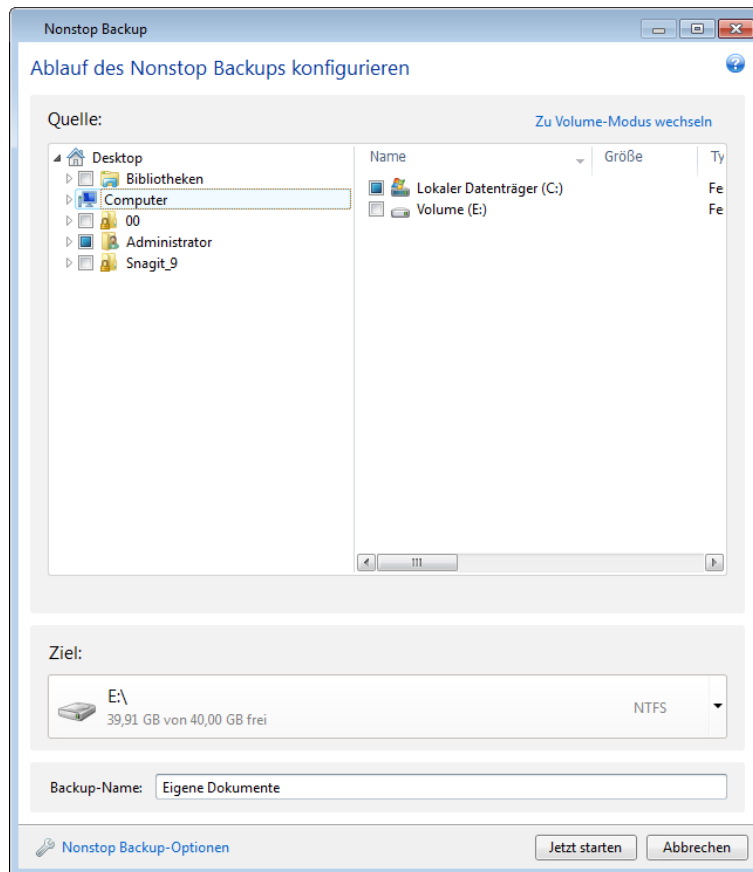 Nonstop Backup
Ablauf des Nonstop Backups konfigurieren
Quelle:
Zu Volume-Modus wechseln
Desktop
Bibliotheken
Computer
00
Administrator
Snagit_9
Name Größe Ty
Lokaler Datenträger (C:) Fe
Volume (E:) Fe
Ziel:
E:\
39,91 GB von 40,00 GB frei
NTFS
Backup-Name: Eigene Dokumente
Nonstop Backup-Optionen
Jetzt starten
Abbrechen